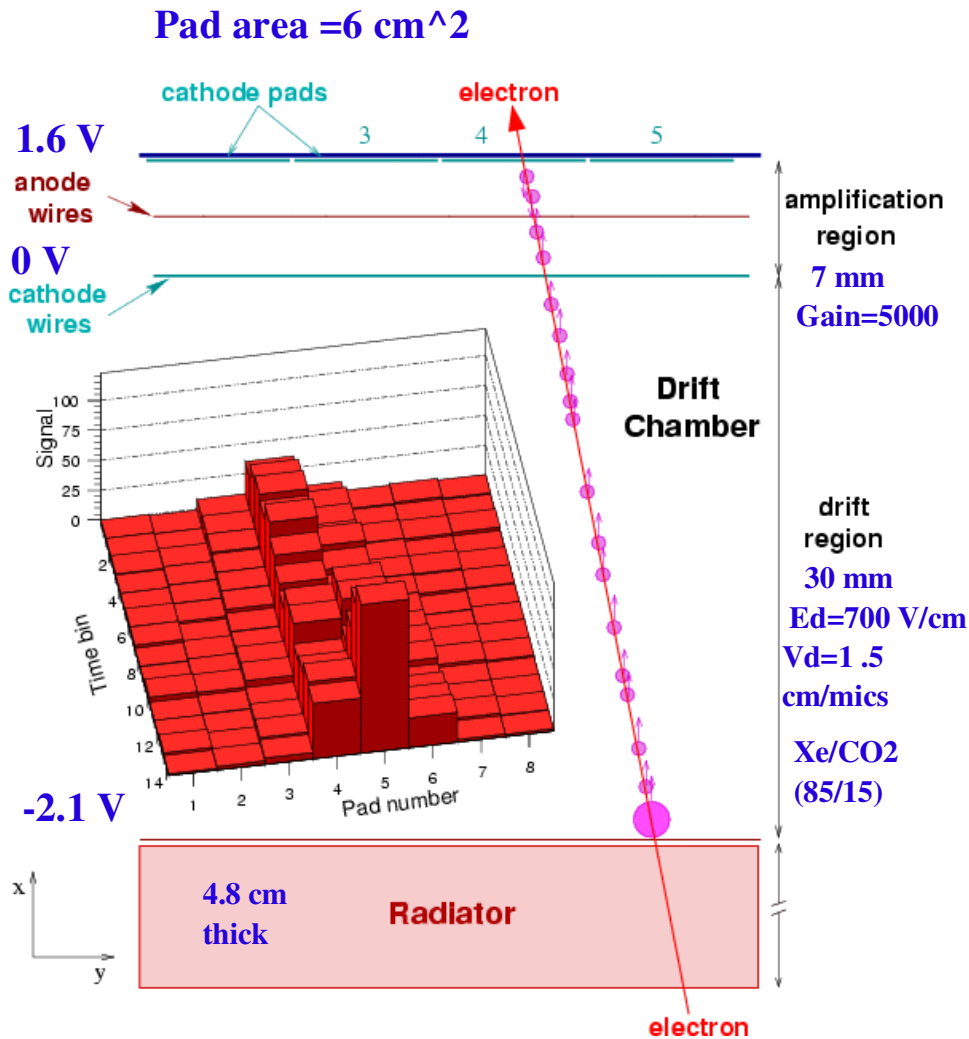 Pad area =6 cm^2
cathode pads
electron
3
4
5
1.6 V
anode
wires
0 V
cathode
wires
amplification
region
7 mm
Gain=5000
Drift
Chamber
Signal
100
75
50
25
0
2
4
6
8
10
12
14
Time bin
1
2
3
4
5
6
7
8
Pad number
drift
region
30 mm
Ed=700 V/cm
Vd=1 .5
cm/mics
Xe/CO2
(85/15)
-2.1 V
x
y
4.8 cm
thick
Radiator
electron